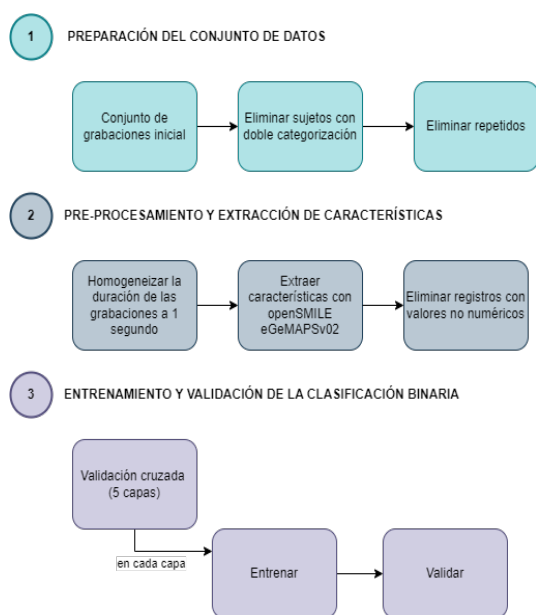 1
PREPARACIÓN DEL CONJUNTO DE DATOS
Conjunto de
grabaciones inicial
Eliminar sujetos con
doble categorización
Eliminar repetidos
2
PRE-PROCESAMIENTO Y EXTRACCIÓN DE CARACTERÍSTICAS
Homogeneizar la
duración de las
grabaciones a 1
segundo
Extraer
características con
openSMILE
eGeMAPSv02
Eliminar registros con
valores no numéricos
3
ENTRENAMIENTO Y VALIDACIÓN DE LA CLASIFICACIÓN BINARIA
Validación cruzada
(5 capas)
en cada capa
Entrenar
Validar